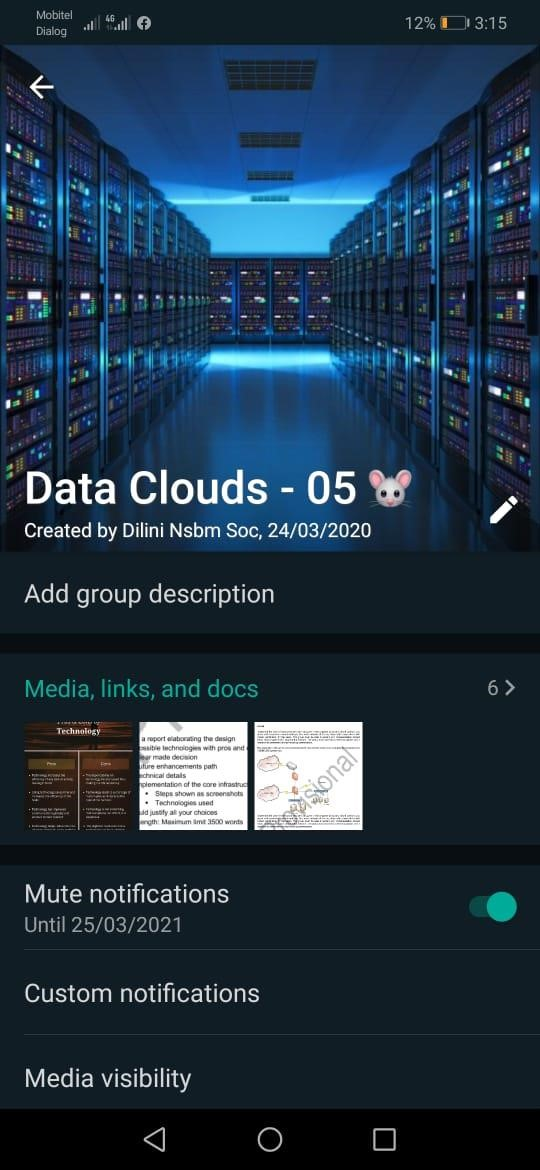 Mobitel
Dialog
4G
12% 3:15
Data Clouds - 05 🐭
Created by Dilini Nsbm Soc, 24/03/2020
Add group description
Media, links, and docs
6
Technology
Pros
Cons
a report elaborating the design
ossible technologies with pros and
ear made decision
uture enhancements path
echnical details
nplementation of the core infrastruc
• Steps shown as screenshots
• Technologies used
uld justify all your choices
ength: Maximum limit 3500 words
Mute notifications
Until 25/03/2021
Custom notifications
Media visibility